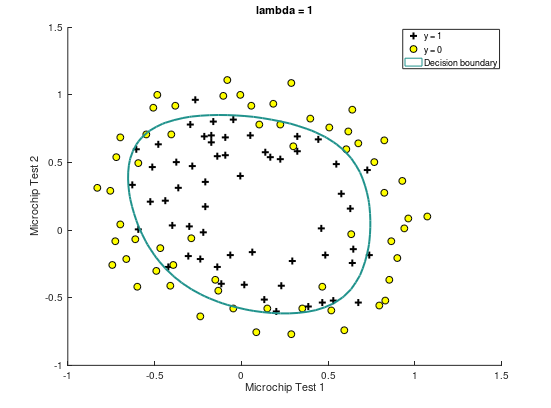 lambda = 1
y = 1
y = 0
Decision boundary
1.5
1
0.5
0
-0.5
-1
Microchip Test 2
-1
-0.5
0
0.5
1
1.5
Microchip Test 1